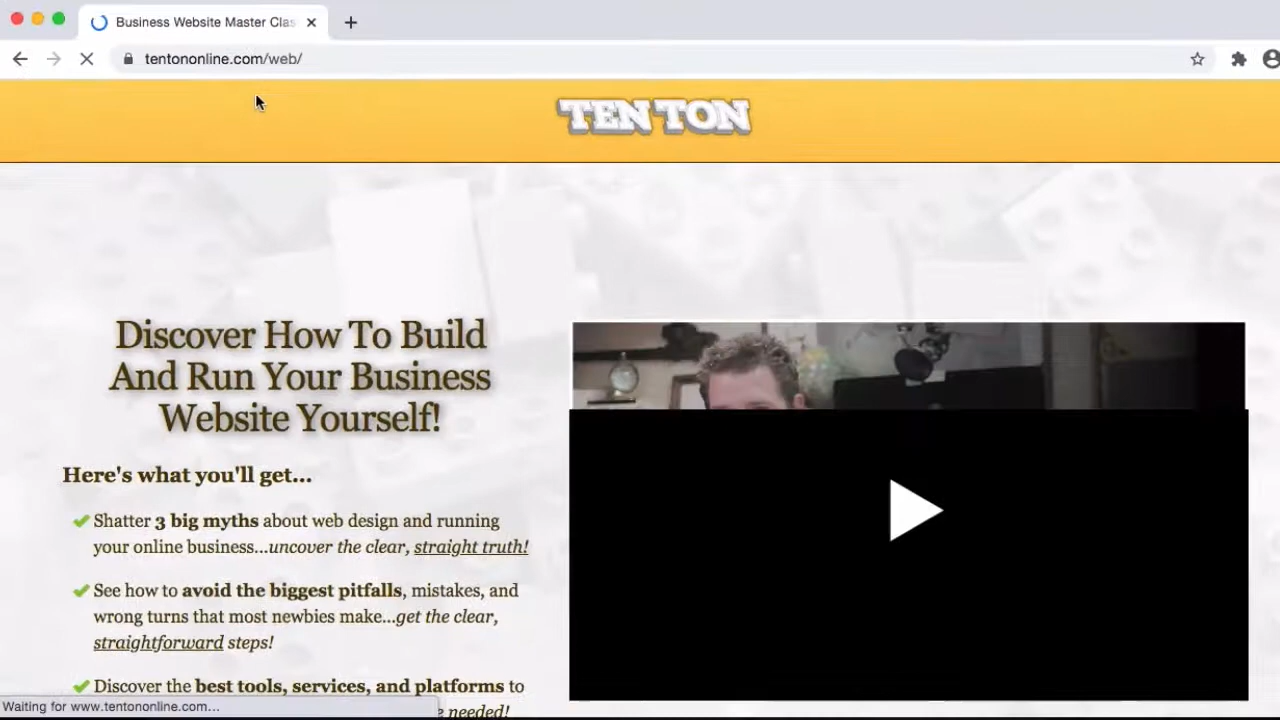 Business Website Master Clas
tentononline.com/web/
TEN TON
Discover How To Build
And Run Your Business
Website Yourself!
Here's what you'll get...
Shatter 3 big myths about web design and running
your online business...uncover the clear, straight truth!
See how to avoid the biggest pitfalls, mistakes, and
wrong turns that most newbies make...get the clear,
straightforward steps!
Discover the best tools, services, and platforms to
needed!
Waiting for www.tentononline.com...